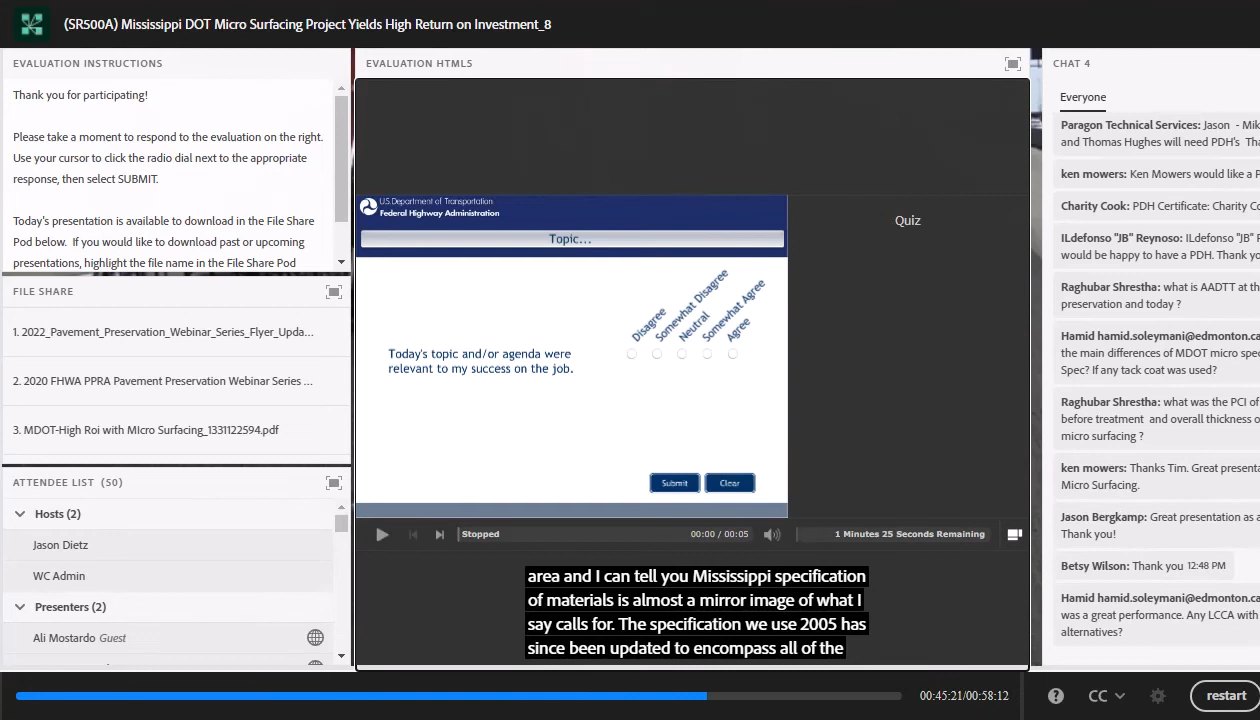 (SR500A) Mississippi DOT Micro Surfacing Project Yields High Return on Investment_8
EVALUATION INSTRUCTIONS
Thank you for participating!
Please take a moment to respond to the evaluation on the right.
Use your cursor to click the radio dial next to the appropriate
response, then select SUBMIT.
Today's presentation is available to download in the File Share
Pod below.  If you would like to download past or upcoming
presentations, highlight the file name in the File Share Pod
FILE SHARE
1. 2022_Pavement_Preservation_Webinar_Series_Flyer_Upda...
2. 2020 FHWA PPRA Pavement Preservation Webinar Series ...
3. MDOT-High Roi with MIcro Surfacing_1331122594.pdf
ATTENDEE LIST (50)
Hosts (2)
Jason Dietz
WC Admin
Presenters (2)
Ali Mostardo Guest
EVALUATION HTML5
U.S.Department of Transportation
Federal Highway Administration
Topic...
Disagree
Somewhat Disagree
Neutral
Somewhat Agree
Agree
Today's topic and/or agenda were
relevant to my success on the job.
Submit
Clear
Quiz
Stopped
00:00 / 00:05
1 Minutes 25 Seconds Remaining
area and I can tell you Mississippi specification
of materials is almost a mirror image of what I
say calls for. The specification we use 2005 has
since been updated to encompass all of the
CHAT 4
Everyone
Paragon Technical Services: Jason - Mik
and Thomas Hughes will need PDH's Tha
ken mowers: Ken Mowers would like a P
Charity Cook: PDH Certificate: Charity Co
ILdefonso "JB" Reynoso: ILdefonso "JB" R
would be happy to have a PDH. Thank yo
Raghubar Shrestha: what is AADTT at th
preservation and today ?
Hamid hamid.soleymani@edmonton.ca
the main differences of MDOT micro spec
Spec? If any tack coat was used?
Raghubar Shrestha: what was the PCI of
before treatment and overall thickness o
micro surfacing ?
ken mowers: Thanks Tim. Great presenta
Micro Surfacing.
Jason Bergkamp: Great presentation as a
Thank you!
Betsy Wilson: Thank you 12:48 PM
Hamid hamid.soleymani@edmonton.ca
was a great performance. Any LCCA with
alternatives?
00:45:21/00:58:12
?
CC
restart